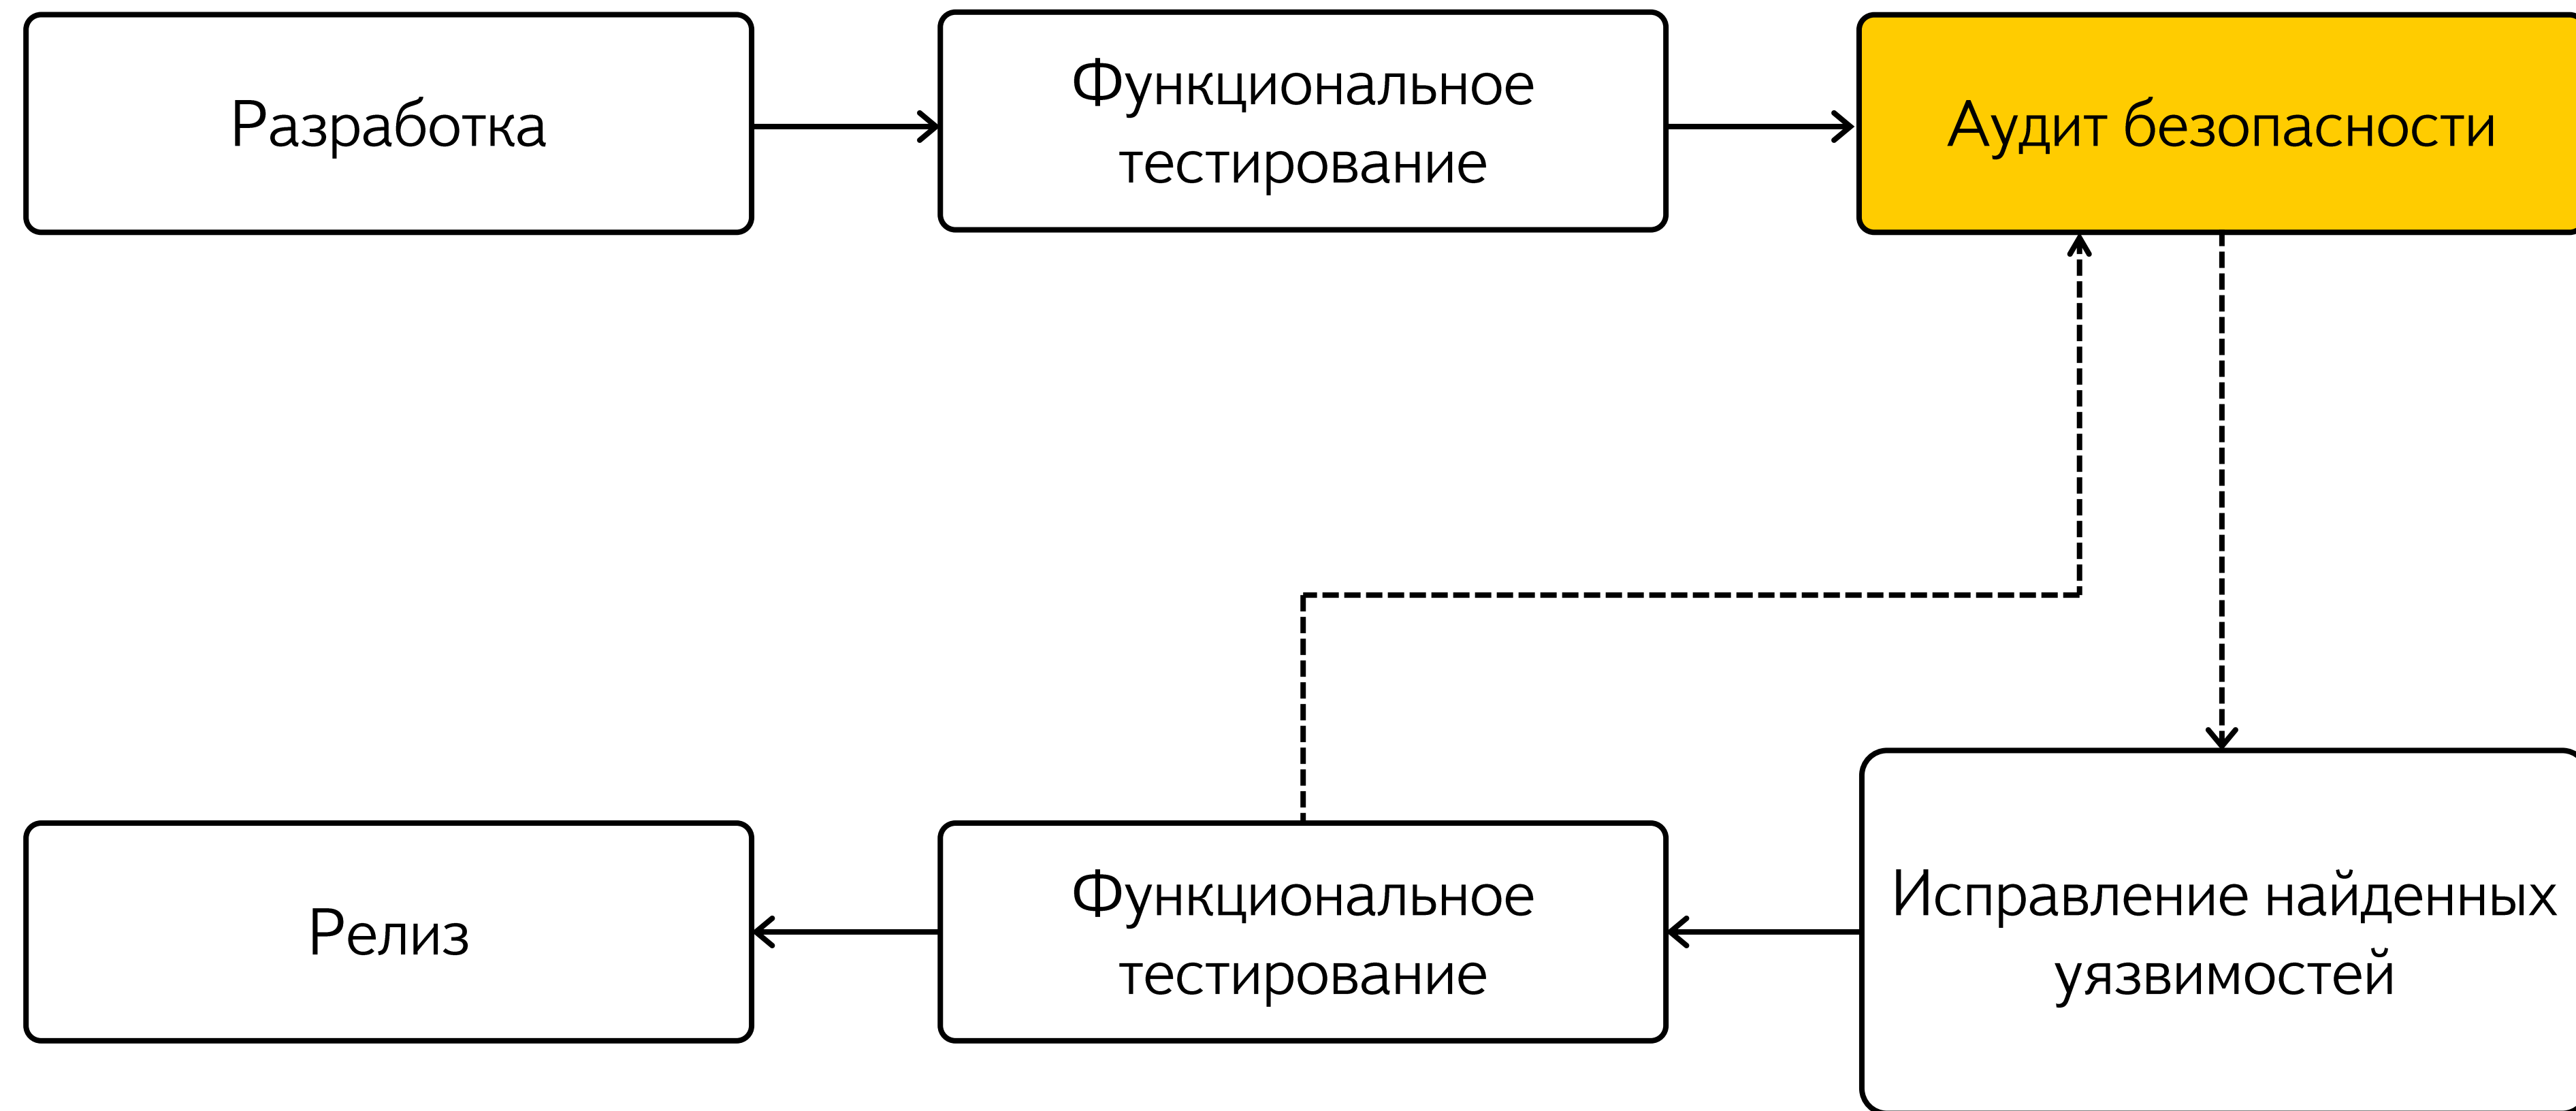 Разработка
Функциональное
тестирование
Аудит безопасности
Релиз
Функциональное
тестирование
Исправление найденных
уязвимостей